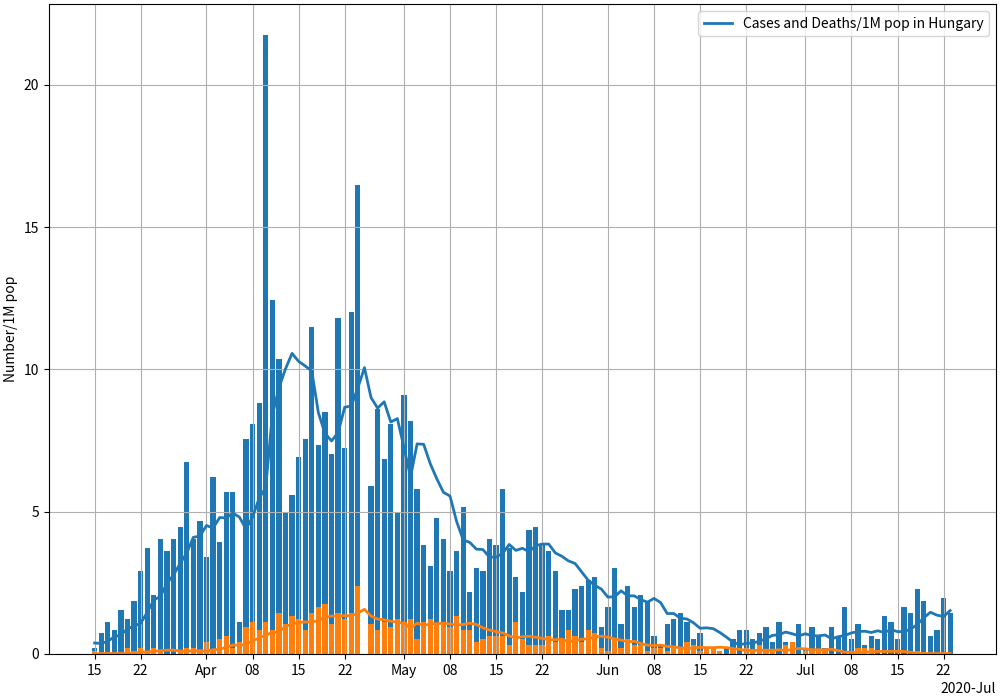 Cases and Deaths/1M pop in Hungary
20
15
10
5
0
Number/1M pop
15 22 Apr 08 15 22 May 08 15 22 Jun 08 15 22 Jul 08 15 22
2020-Jul